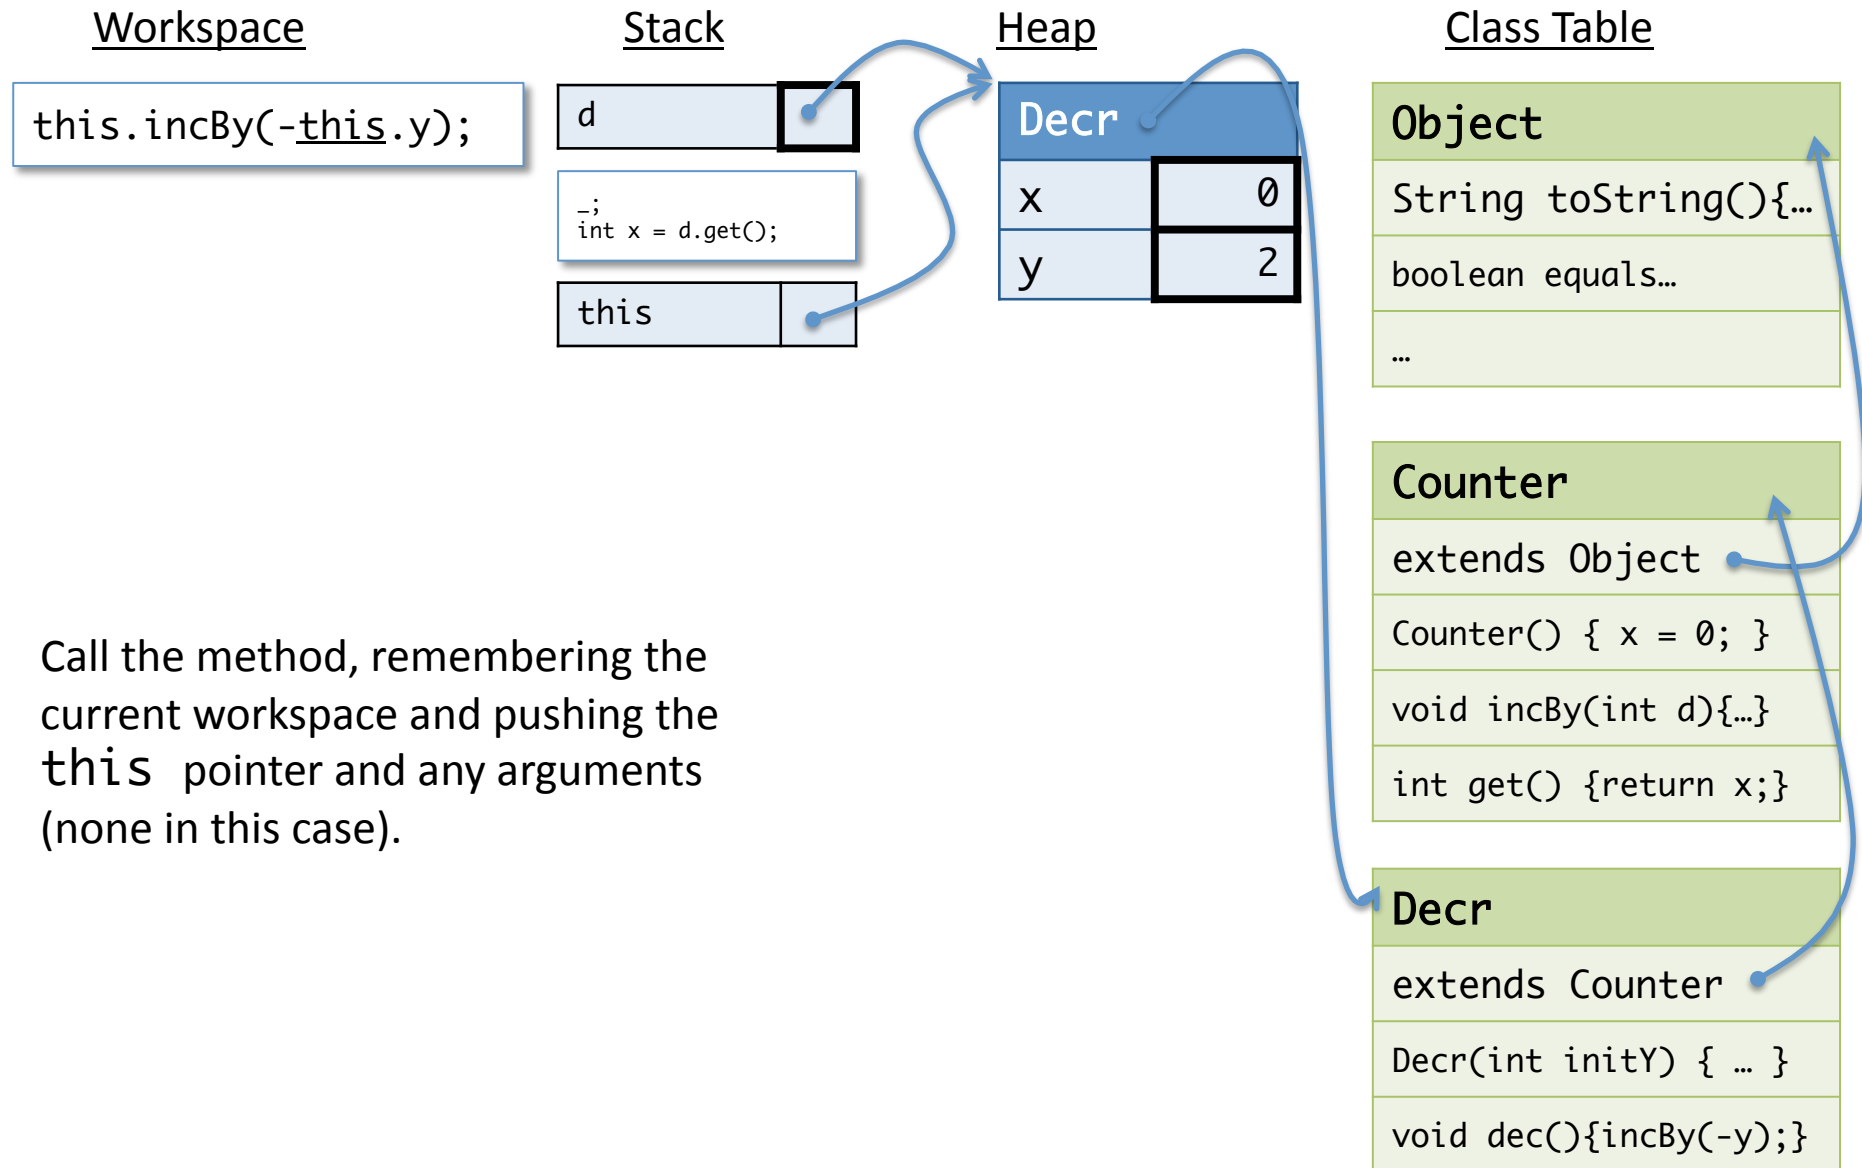 Workspace
Stack
Heap
Class Table
this.incBy(-this.y);
d
_;
int x = d.get();
this
Decr
x 0
y 2
Object
String toString(){…
boolean equals…
…
Counter
extends Object
Counter() { x = 0; }
void incBy(int d){…}
int get() {return x;}
Decr
extends Counter
Decr(int initY) { … }
void dec(){incBy(-y);}
Call the method, remembering the
current workspace and pushing the
this pointer and any arguments
(none in this case).